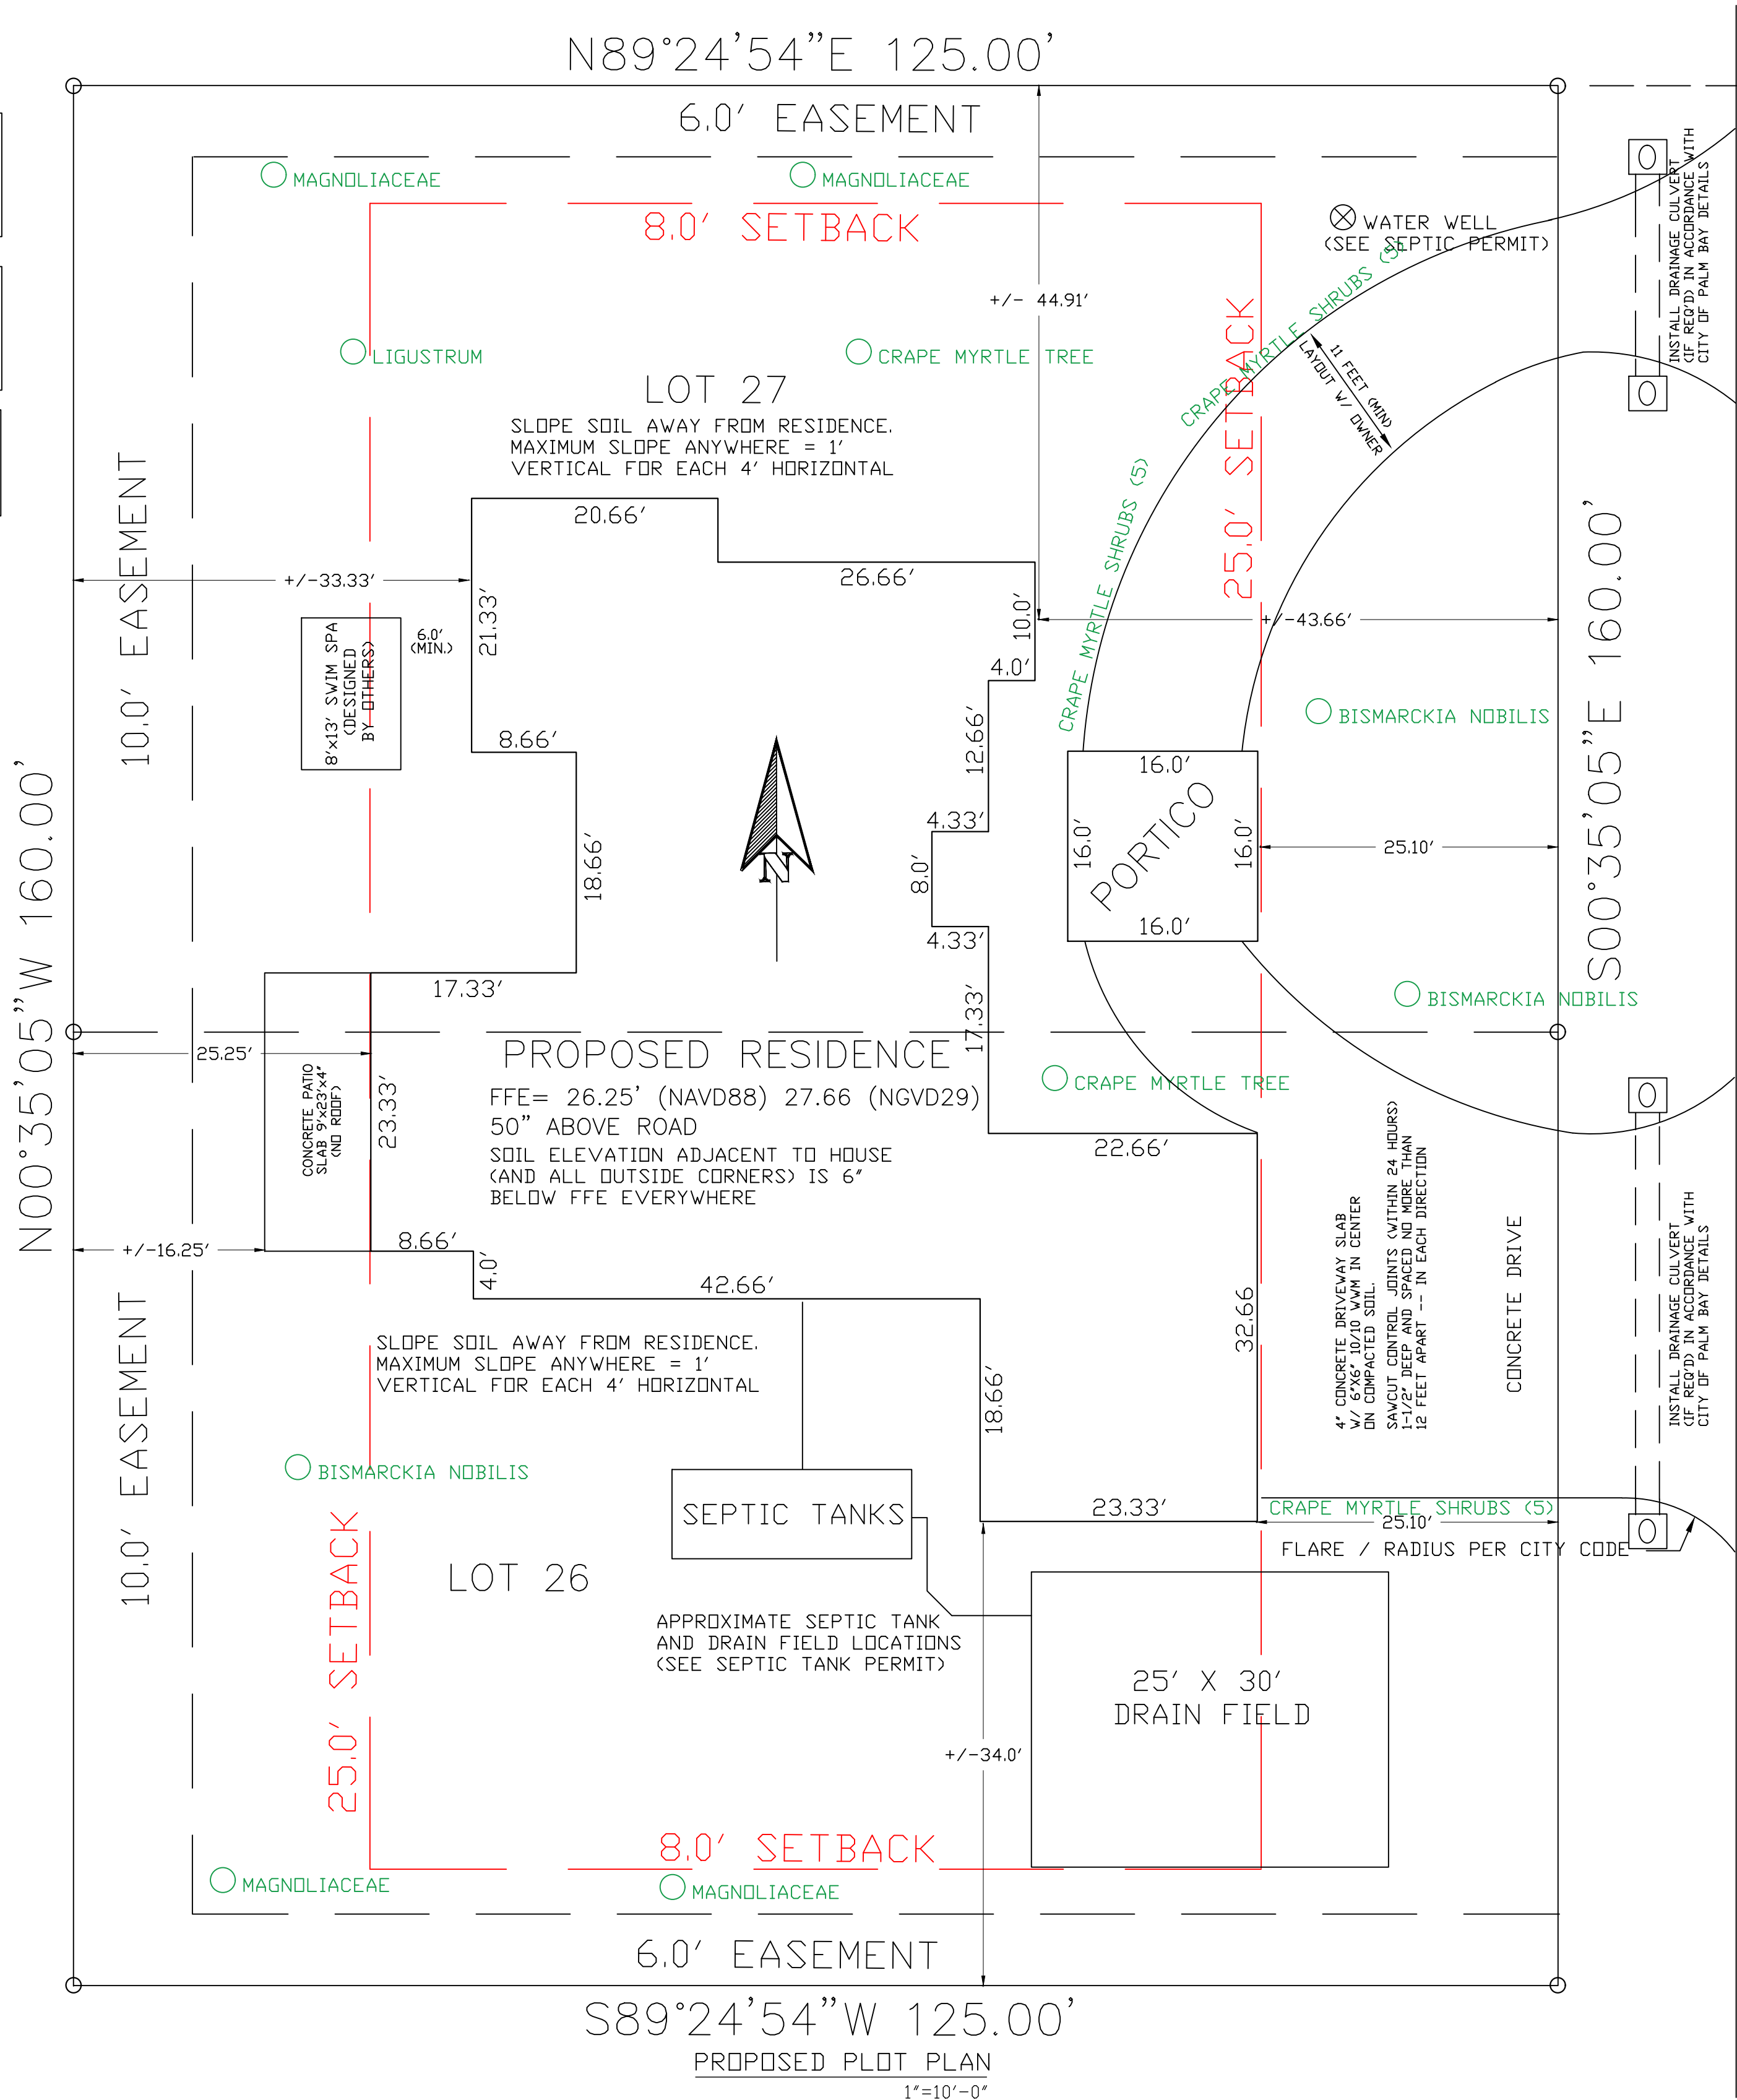 N89°24'54"E 125.00'
6.0' EASEMENT
MAGNOLIACEAE
MAGNOLIACEAE
8.0' SETBACK
WATER WELL
(SEE SEPTIC PERMIT)
INSTALL DRAINAGE CULVERT
(IF REQ'D) IN ACCORDANCE WITH
CITY OF PALM BAY DETAILS
+/- 44.91'
CRAPE MYRTLE SHRUBS (5)
25.0' SETBACK
11 FEET (MIN)
LAYOUT W/ OWNER
LIGUSTRUM
CRAPE MYRTLE TREE
LOT 27
SLOPE SOIL AWAY FROM RESIDENCE.
MAXIMUM SLOPE ANYWHERE = 1'
VERTICAL FOR EACH 4' HORIZONTAL
10.0' EASEMENT
CRAPE MYRTLE SHRUBS (5)
20.66'
26.66'
+/-33.33'
21.33'
10.0'
+/-43.66'
S00°35'05"E 160.00'
8'x13' SWIM SPA
(DESIGNED
BY OTHERS)
6.0'
(MIN.)
4.0'
BISMARCKIA NOBILIS
8.66'
12.66'
16.0'
N00°35'05"W 160.00'
18.66'
N
4.33'
8.0'
4.33'
16.0'
PORTICO
16.0'
16.0'
25.10'
17.33'
17.33'
BISMARCKIA NOBILIS
25.25'
PROPOSED RESIDENCE
CRAPE MYRTLE TREE
CONCRETE PATIO
SLAB 9'x23'x4"
(NO ROOF)
23.33'
FFE= 26.25' (NAVD88) 27.66 (NGVD29)
50" ABOVE ROAD
SOIL ELEVATION ADJACENT TO HOUSE
(AND ALL OUTSIDE CORNERS) IS 6"
BELOW FFE EVERYWHERE
22.66'
4" CONCRETE DRIVEWAY SLAB
W/ 6"X6" 10/10 WWM IN CENTER
ON COMPACTED SOIL.
SAWCUT CONTROL JOINTS (WITHIN 24 HOURS)
1-1/2" DEEP AND SPACED NO MORE THAN
12 FEET APART -- IN EACH DIRECTION
CONCRETE DRIVE
INSTALL DRAINAGE CULVERT
(IF REQ'D) IN ACCORDANCE WITH
CITY OF PALM BAY DETAILS
+/-16.25'
8.66'
4.0'
42.66'
32.66
10.0' EASEMENT
SLOPE SOIL AWAY FROM RESIDENCE.
MAXIMUM SLOPE ANYWHERE = 1'
VERTICAL FOR EACH 4' HORIZONTAL
18.66'
BISMARCKIA NOBILIS
SEPTIC TANKS
23.33'
CRAPE MYRTLE SHRUBS (5)
25.10'
FLARE / RADIUS PER CITY CODE
25.0' SETBACK
LOT 26
APPROXIMATE SEPTIC TANK
AND DRAIN FIELD LOCATIONS
(SEE SEPTIC TANK PERMIT)
25' X 30'
DRAIN FIELD
+/-34.0'
8.0' SETBACK
MAGNOLIACEAE
MAGNOLIACEAE
6.0' EASEMENT
S89°24'54"W 125.00'
PROPOSED PLOT PLAN
1"=10'-0"